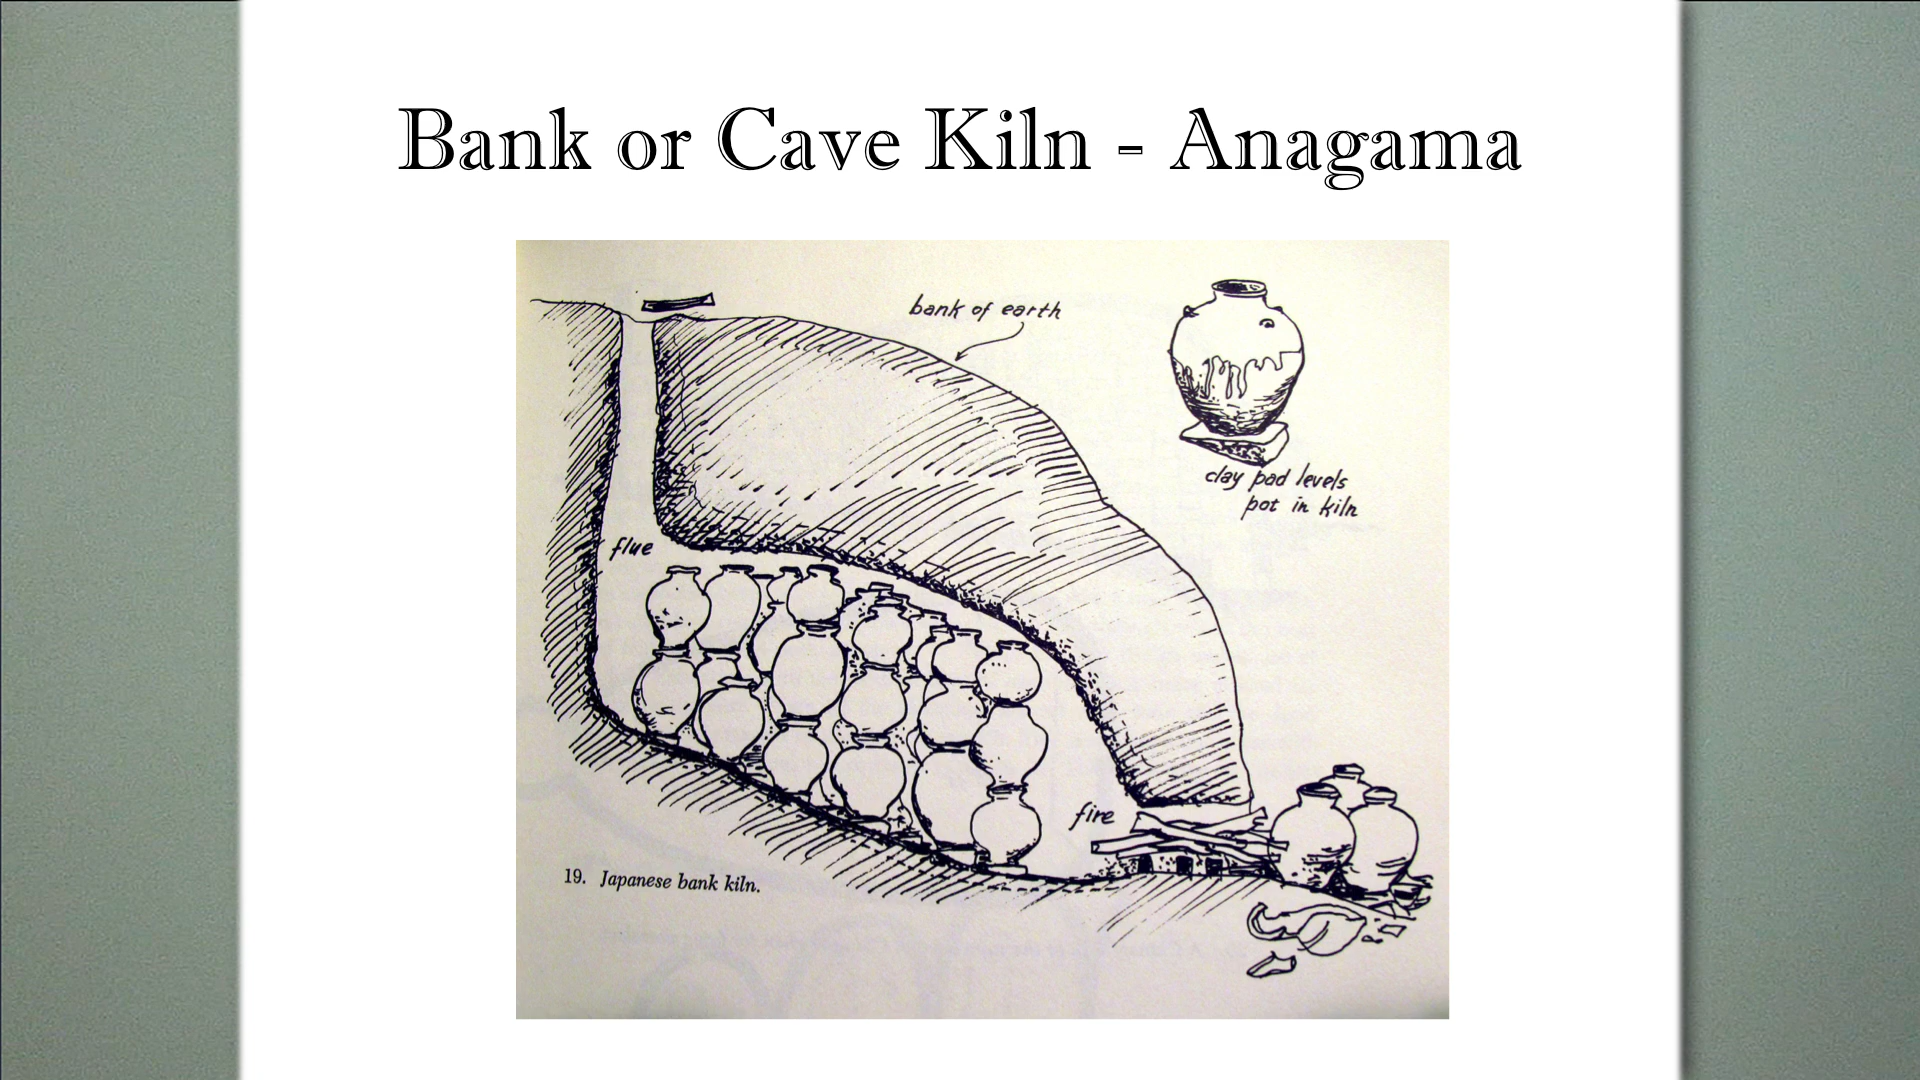 Bank or Cave Kiln - Anagama
bank of earth
clay pad levels
pot in kiln
flue
fire
19. Japanese bank kiln.